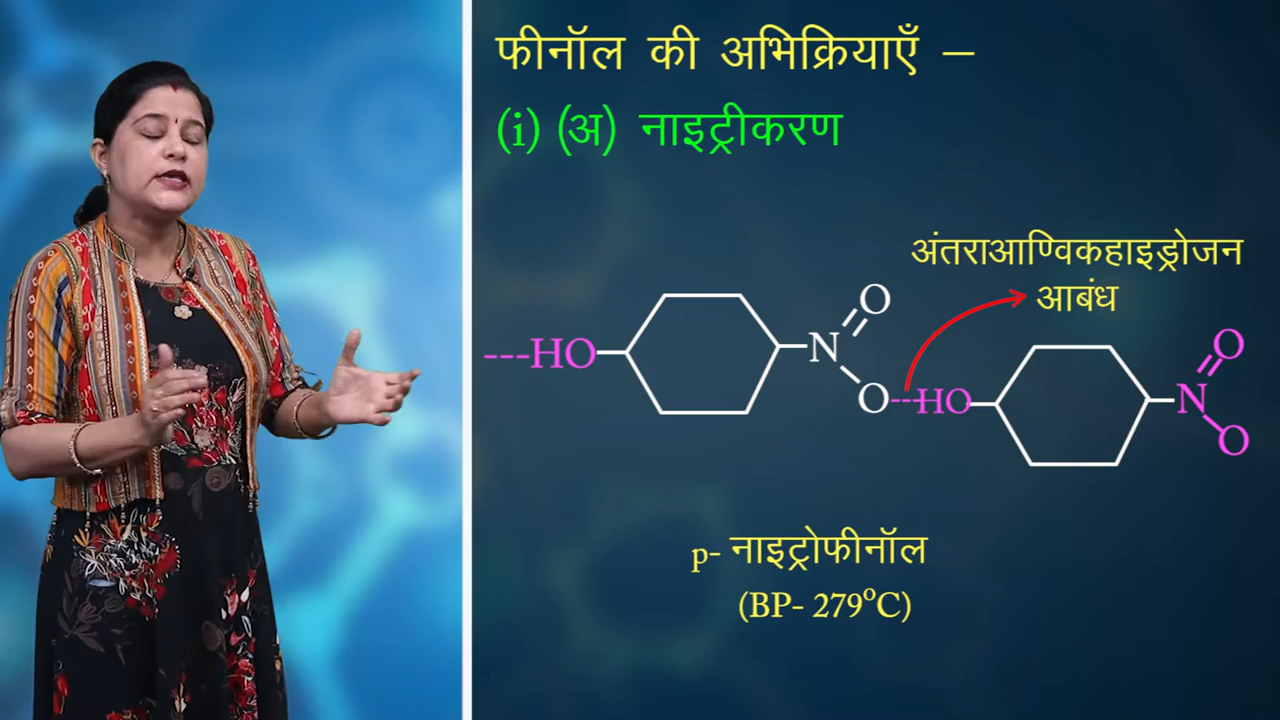 फीनॉल की अभिक्रियाएँ –
(i) (अ) नाइट्रीकरण
अंतराआण्विकहाइड्रोजन
आबंध
---HO
N
O
O---HO
N
O
O
p- नाइट्रोफीनॉल
(BP- 279°C)